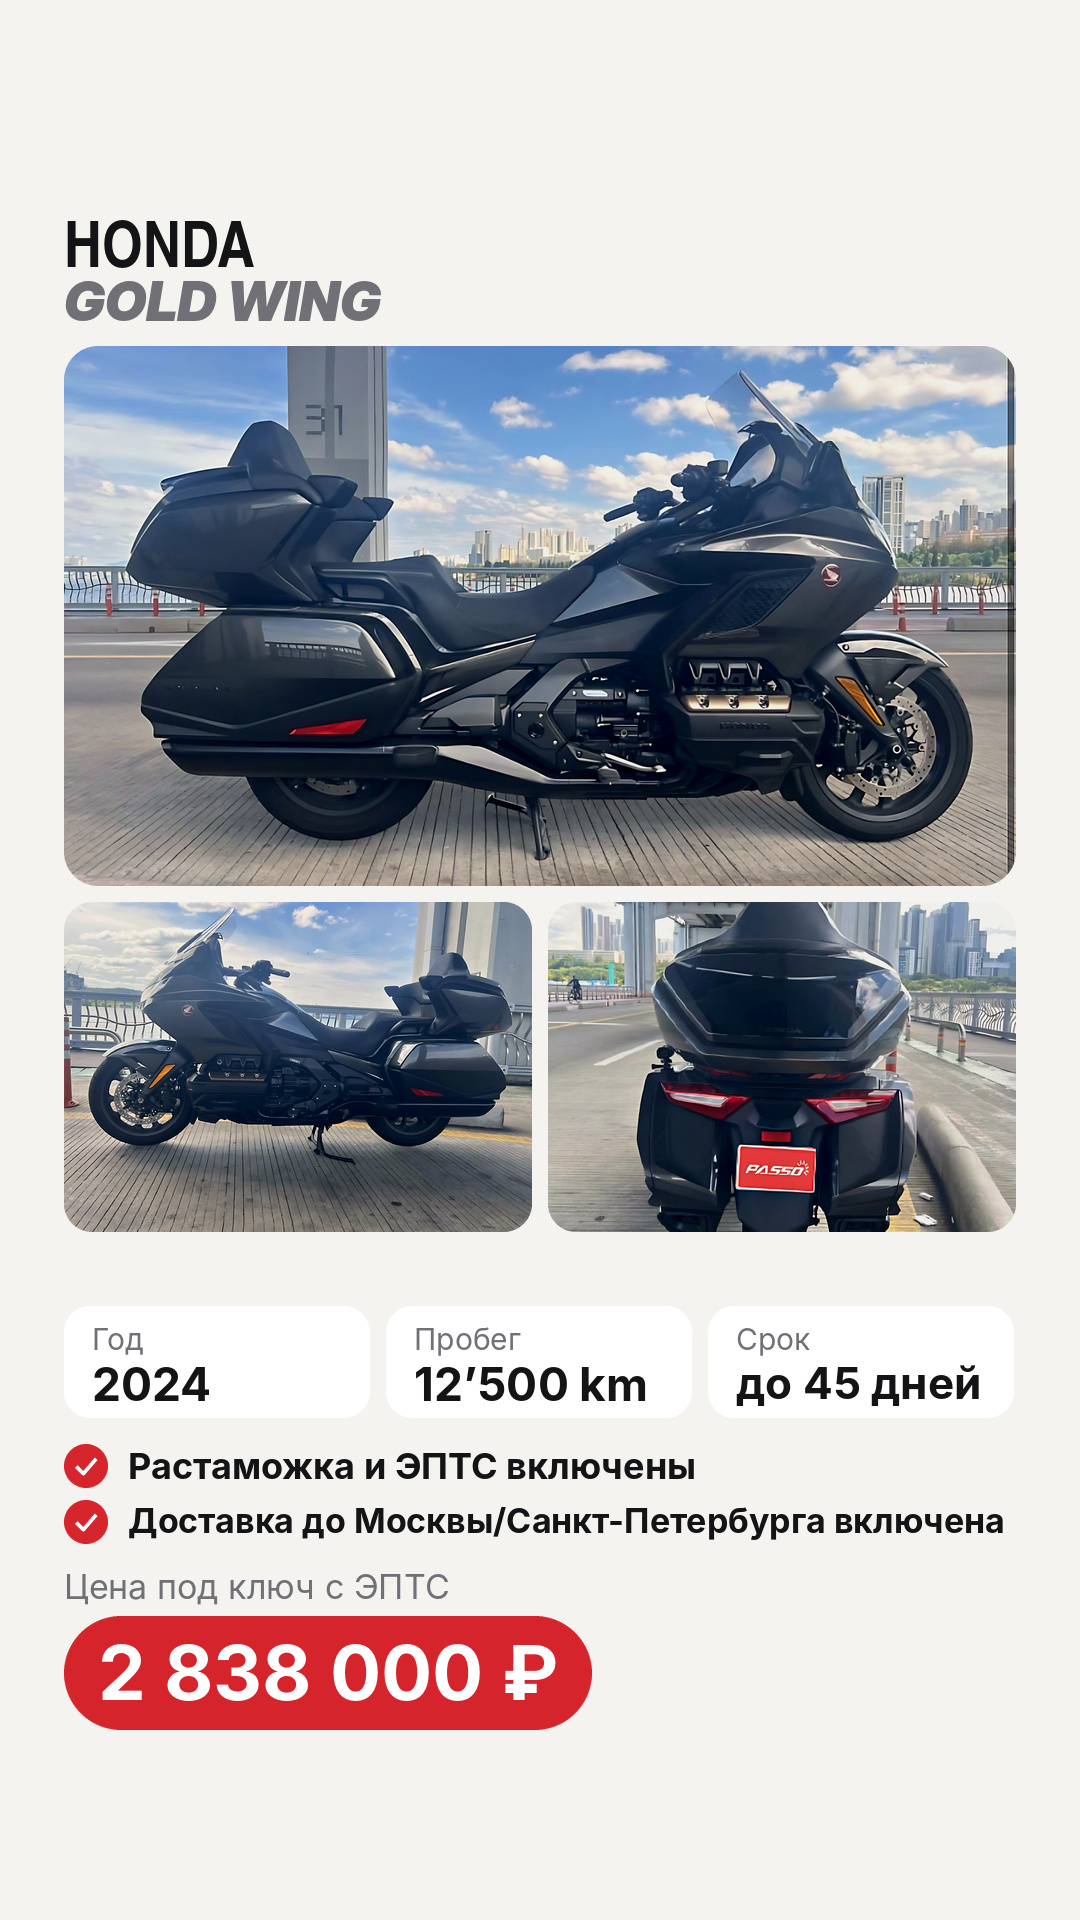 HONDA
GOLD WING
31
HONDA
PASSO
Год
2024
Пробег
12’500 km
Срок
до 45 дней
Растаможка и ЭПТС включены
Доставка до Москвы/Санкт-Петербурга включена
Цена под ключ с ЭПТС
2 838 000 ₽